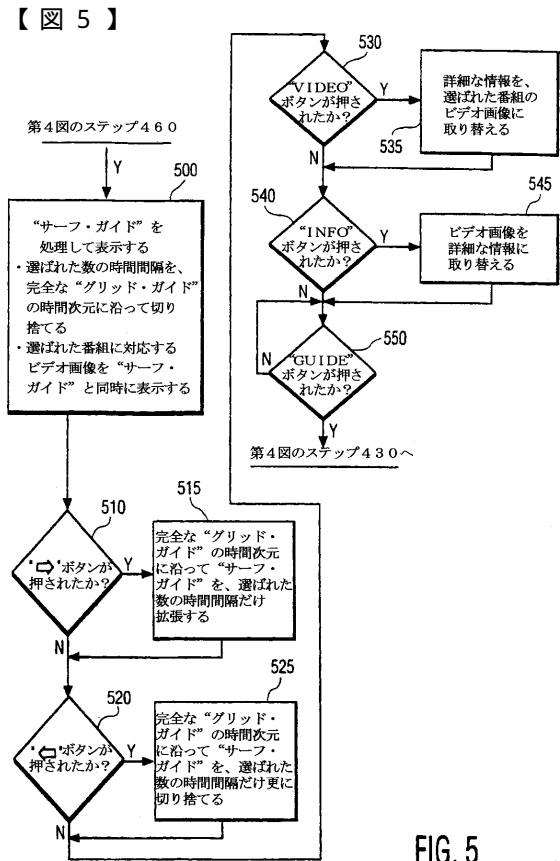 【図5】
第4図のステップ460
Y
500
“サーフ・ガイド”を
処理して表示する
・選ばれた数の時間間隔を、
完全な“グリッド・ガイド”
の時間次元に沿って切り
捨てる
・選ばれた番組に対応する
ビデオ画像を“サーフ・
ガイド”と同時に表示する
510
“⇨”ボタンが
押されたか?
Y
N
515
完全な“グリッド・
ガイド”の時間次元
に沿って“サーフ・
ガイド”を、選ばれた
数の時間間隔だけ
拡張する
520
“⇦”ボタンが
押されたか?
Y
N
525
完全な“グリッド・
ガイド”の時間次元
に沿って“サーフ・
ガイド”を、選ばれた
数の時間間隔だけ更に
切り捨てる
530
“VIDEO”
ボタンが押さ
れたか?
Y
N
535
詳細な情報を、
選ばれた番組の
ビデオ画像に
取り替える
540
“INFO”
ボタンが押さ
れたか?
Y
N
545
ビデオ画像を
詳細な情報に
取り替える
550
“GUIDE”
ボタンが押さ
れたか?
N
Y
第4図のステップ430へ
FIG. 5